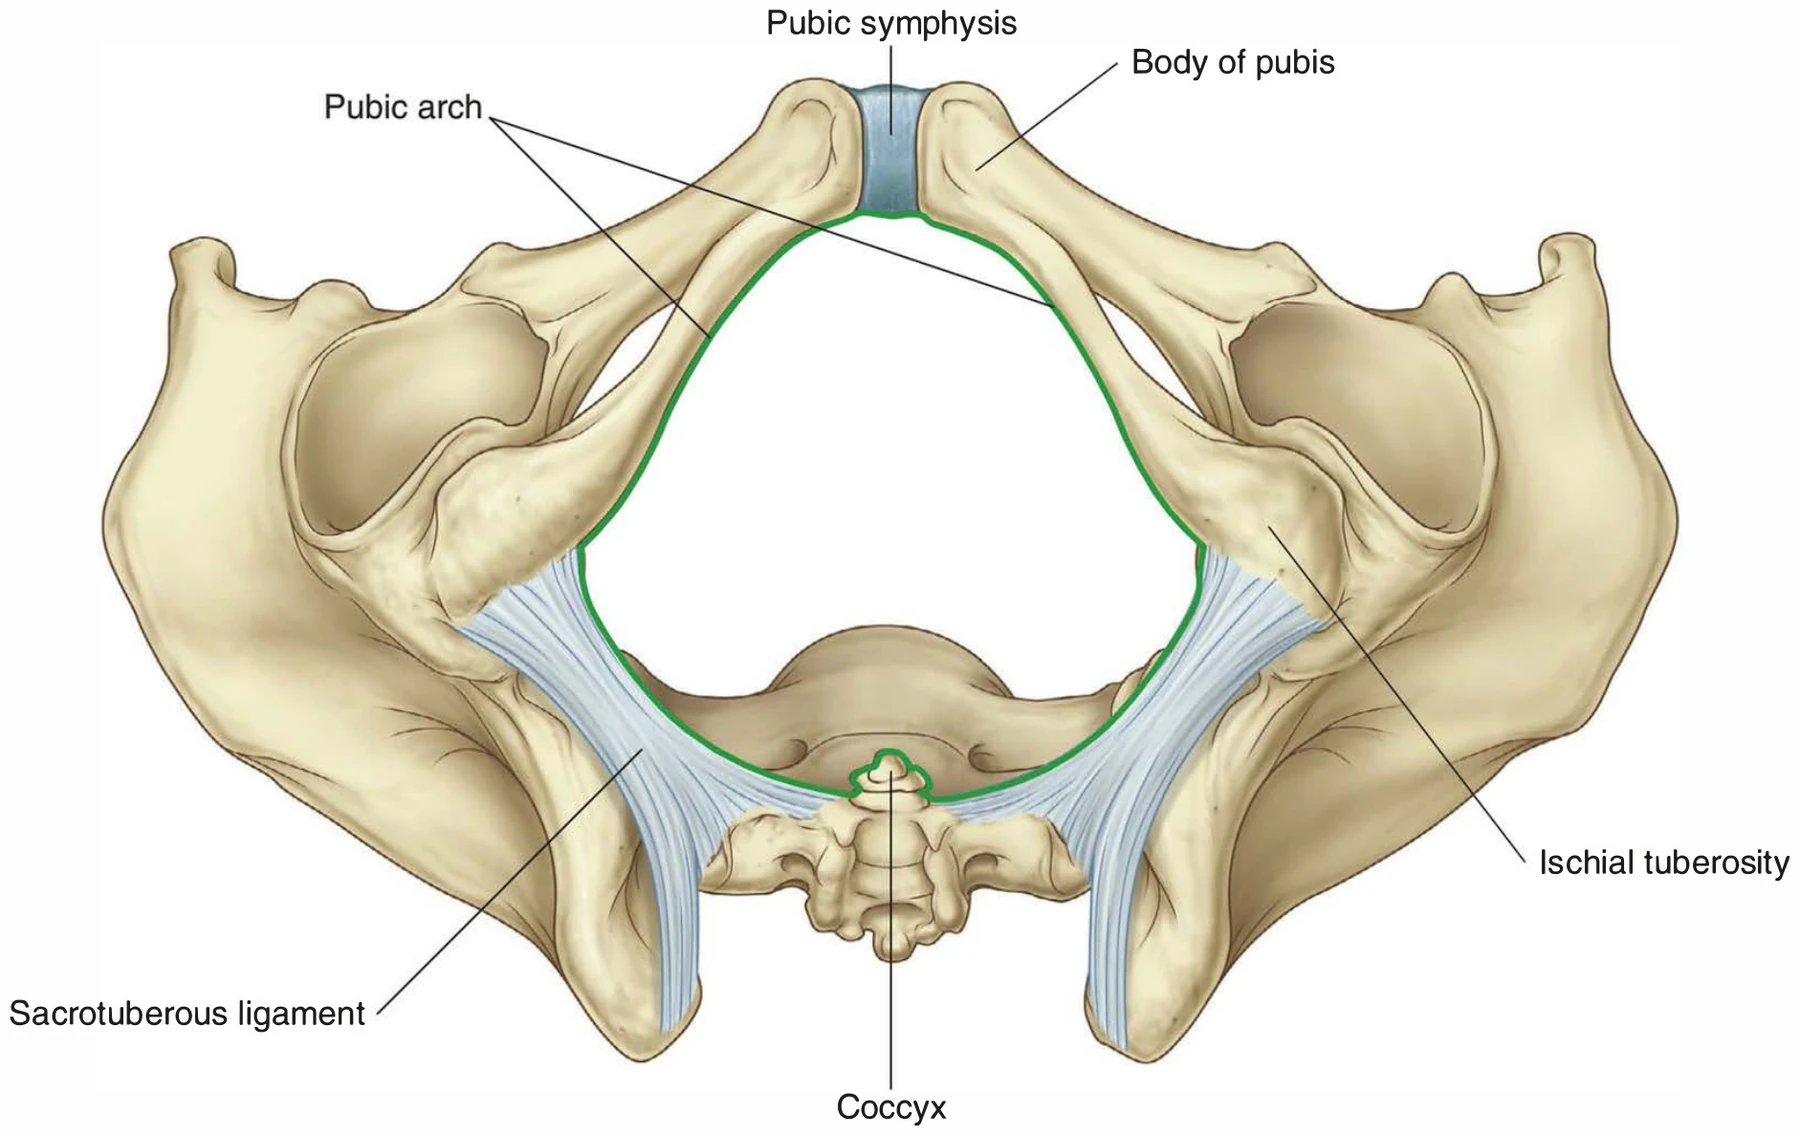 Pubic symphysis
Body of pubis
Pubic arch
Ischial tuberosity
Sacrotuberous ligament
Coccyx